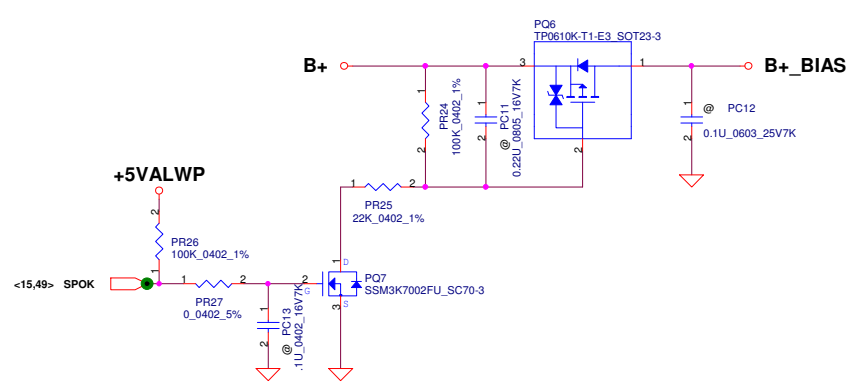 PQ6
TP0610K-T1-E3_SOT23-3
B+
3
1
B+_BIAS
1
PR24
100K_0402_1%
2
1
@ PC11
0.22U_0805_16V7K
2
2
1
@ PC12
0.1U_0603_25V7K
2
+5VALWP
2
PR26
100K_0402_1%
1
1
2
PR25
22K_0402_1%
<15,49> SPOK
1
2
PR27
0_0402_5%
1
@ PC13
.1U_0402_16V7K
2
2
G
1
D
PQ7
SSM3K7002FU_SC70-3
3
S